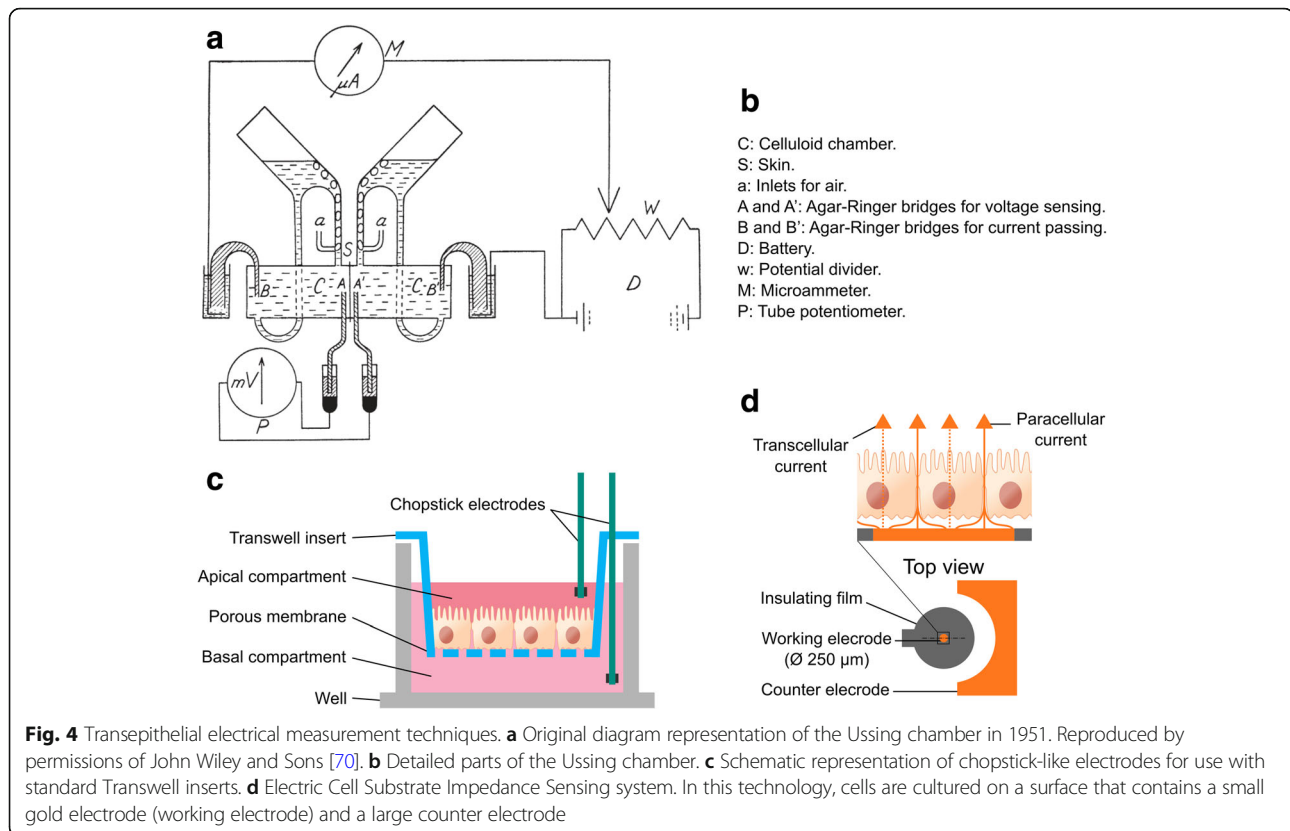 a
M
µA
a
a
S
W
B
C
A
A'
C
B'
D
mV
P
b
C: Celluloid chamber.
S: Skin.
a: Inlets for air.
A and A’: Agar-Ringer bridges for voltage sensing.
B and B’: Agar-Ringer bridges for current passing.
D: Battery.
w: Potential divider.
M: Microammeter.
P: Tube potentiometer.
c
Chopstick electrodes
Transwell insert
Apical compartment
Porous membrane
Basal compartment
Well
d
Transcellular
current
Paracellular
current
Top view
Insulating film
Working elecrode
(Ø 250 µm)
Counter elecrode
Fig. 4 Transepithelial electrical measurement techniques. a Original diagram representation of the Ussing chamber in 1951. Reproduced by
permissions of John Wiley and Sons [70]. b Detailed parts of the Ussing chamber. c Schematic representation of chopstick-like electrodes for use with
standard Transwell inserts. d Electric Cell Substrate Impedance Sensing system. In this technology, cells are cultured on a surface that contains a small
gold electrode (working electrode) and a large counter electrode